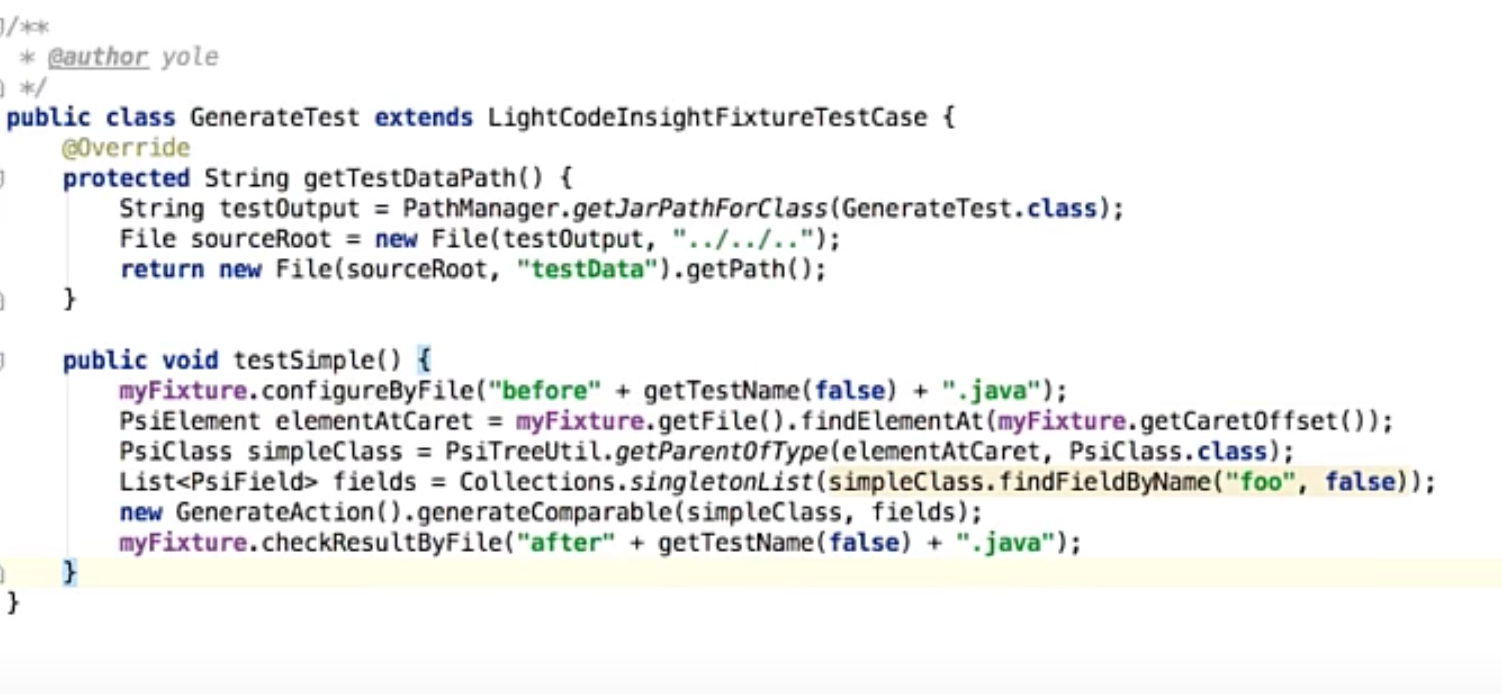 /**
 * @author yole
 */
public class GenerateTest extends LightCodeInsightFixtureTestCase {
    @Override
    protected String getTestDataPath() {
        String testOutput = PathManager.getJarPathForClass(GenerateTest.class);
        File sourceRoot = new File(testOutput, "../../..");
        return new File(sourceRoot, "testData").getPath();
    }

    public void testSimple() {
        myFixture.configureByFile("before" + getTestName(false) + ".java");
        PsiElement elementAtCaret = myFixture.getFile().findElementAt(myFixture.getCaretOffset());
        PsiClass simpleClass = PsiTreeUtil.getParentOfType(elementAtCaret, PsiClass.class);
        List<PsiField> fields = Collections.singletonList(simpleClass.findFieldByName("foo", false));
        new GenerateAction().generateComparable(simpleClass, fields);
        myFixture.checkResultByFile("after" + getTestName(false) + ".java");
    }
}